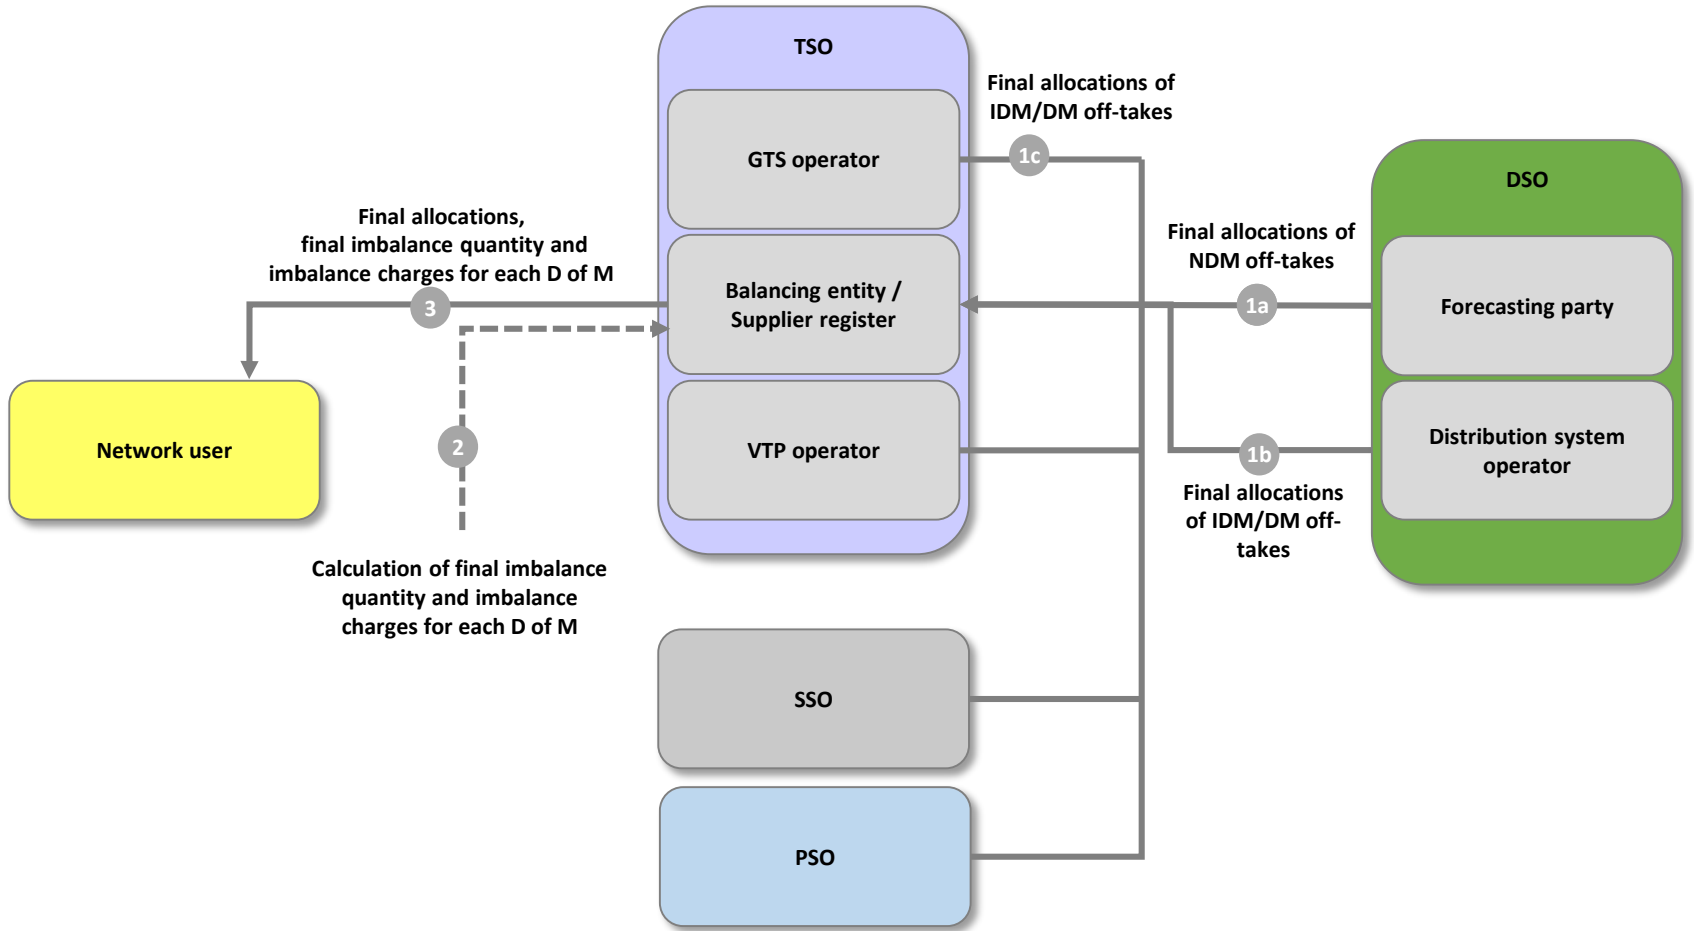 TSO
Final allocations of
IDM/DM off-takes
1c
GTS operator
DSO
Final allocations,
final imbalance quantity and
imbalance charges for each D of M
3
Final allocations of
NDM off-takes
1a
Balancing entity /
Supplier register
Forecasting party
Network user
2
VTP operator
1b
Final allocations
of IDM/DM off-
takes
Distribution system
operator
Calculation of final imbalance
quantity and imbalance
charges for each D of M
SSO
PSO